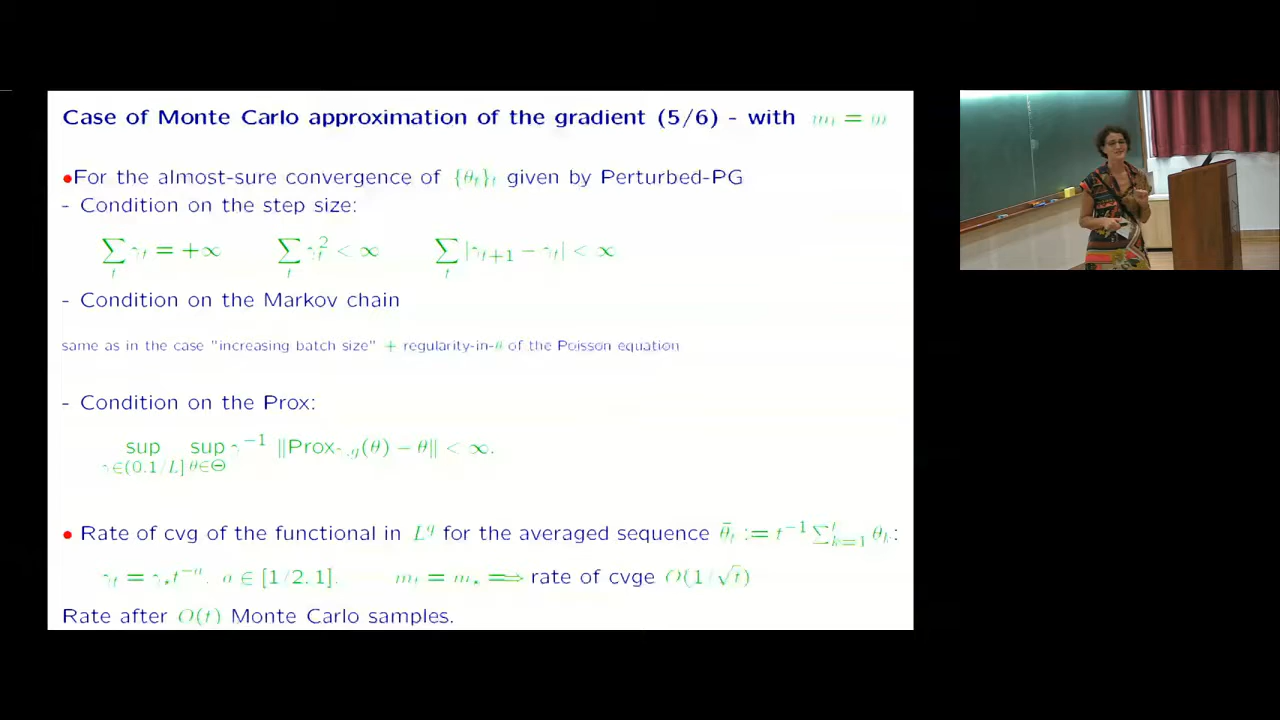 Case of Monte Carlo approximation of the gradient (5/6) - with m_t = m
•For the almost-sure convergence of {θ_t}_t given by Perturbed-PG
- Condition on the step size:
∑_t γ_t = +∞ ∑_t γ_t^2 < ∞ ∑_t |γ_{t+1} − γ_t| < ∞
- Condition on the Markov chain
same as in the case "increasing batch size" + regularity-in-θ of the Poisson equation
- Condition on the Prox:
sup_{γ∈(0,1/L]} sup_{θ∈Θ} γ^{−1} ‖Prox_{γ,g}(θ) − θ‖ < ∞.
• Rate of cvg of the functional in L^q for the averaged sequence θ̄_t := t^{−1} ∑_{k=1}^t θ_k:
γ_t = γ_⋆ t^{−a}, a ∈ [1/2, 1], m_t = m_⋆ ⟹ rate of cvge O(1/√t)
Rate after O(t) Monte Carlo samples.